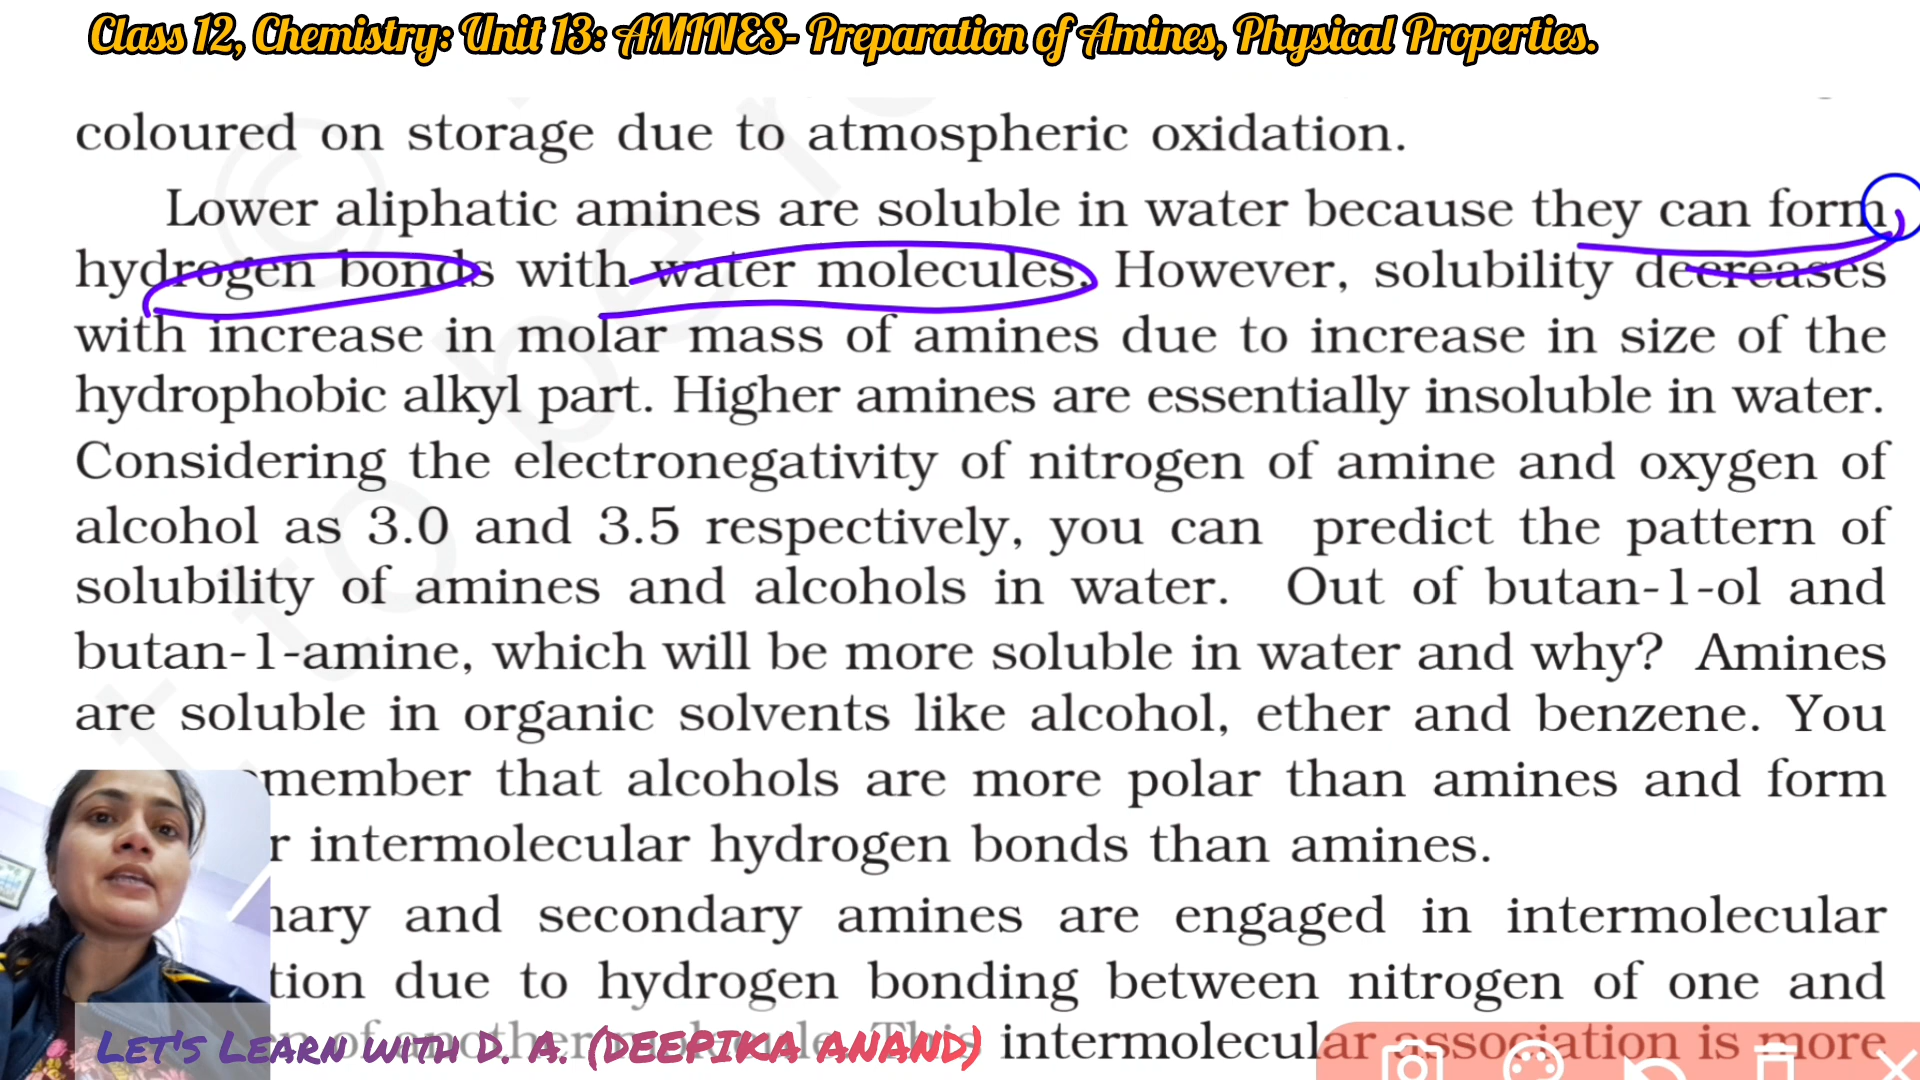 Class 12, Chemistry: Unit 13: AMINES- Preparation of Amines, Physical Properties.
coloured on storage due to atmospheric oxidation.
Lower aliphatic amines are soluble in water because they can form
hydrogen bonds with water molecules. However, solubility decreases
with increase in molar mass of amines due to increase in size of the
hydrophobic alkyl part. Higher amines are essentially insoluble in water.
Considering the electronegativity of nitrogen of amine and oxygen of
alcohol as 3.0 and 3.5 respectively, you can predict the pattern of
solubility of amines and alcohols in water. Out of butan-1-ol and
butan-1-amine, which will be more soluble in water and why? Amines
are soluble in organic solvents like alcohol, ether and benzene. You
member that alcohols are more polar than amines and form
r intermolecular hydrogen bonds than amines.
nary and secondary amines are engaged in intermolecular
tion due to hydrogen bonding between nitrogen of one and
of another molecule. This intermolecular association is more
LET'S LEARN WITH D. A. (DEEPIKA ANAND)